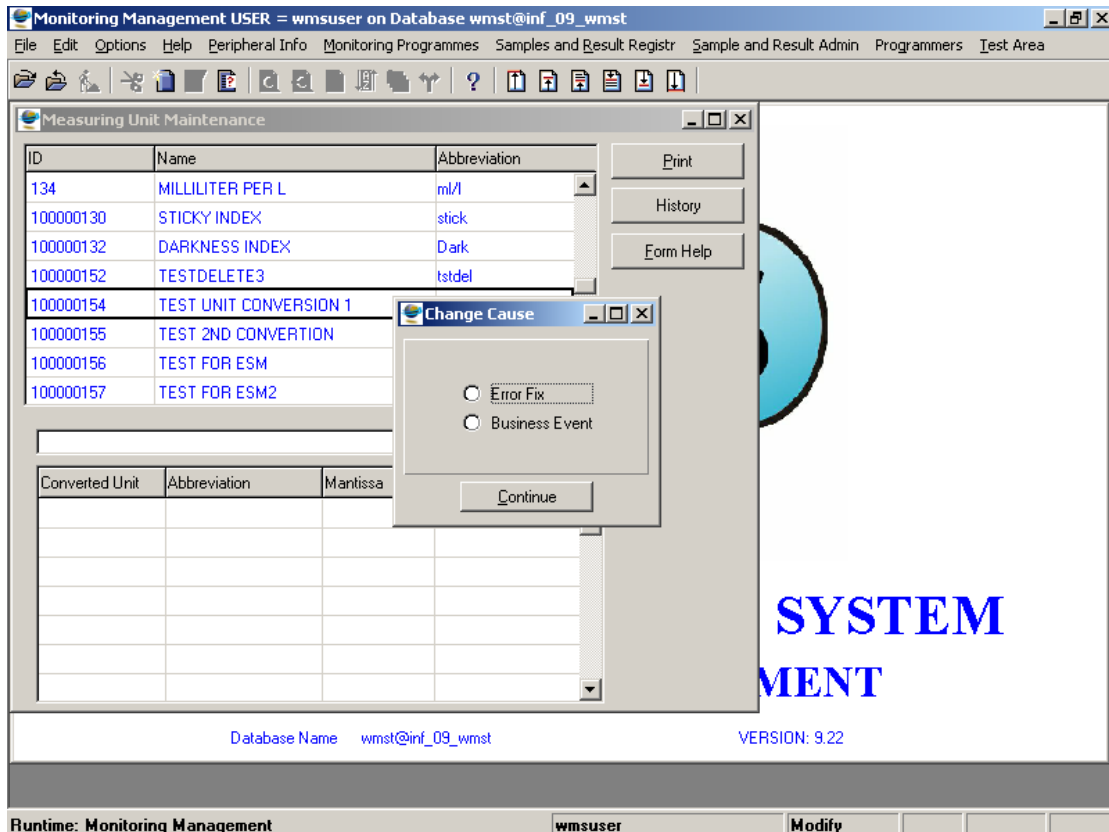 Monitoring Management USER = wmsuser on Database wmst@inf_09_wmst
File Edit Options Help Peripheral Info Monitoring Programmes Samples and Result Registr Sample and Result Admin Programmers Test Area
?
Measuring Unit Maintenance
ID Name Abbreviation
134 MILLILITER PER L ml/l
100000130 STICKY INDEX stick
100000132 DARKNESS INDEX Dark
100000152 TESTDELETE3 tstdel
100000154 TEST UNIT CONVERSION 1
100000155 TEST 2ND CONVERTION
100000156 TEST FOR ESM
100000157 TEST FOR ESM2
Print
History
Form Help
Change Cause
Error Fix
Business Event
Continue
Converted Unit Abbreviation Mantissa
SYSTEM
MENT
Database Name wmst@inf_09_wmst VERSION: 9.22
Runtime: Monitoring Management wmsuser Modify